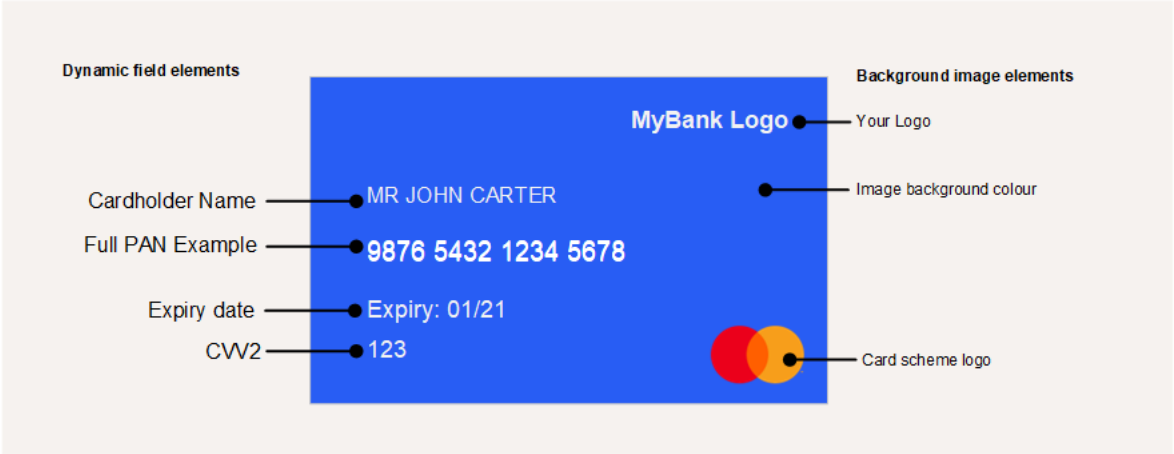 Dynamic field elements
Background image elements
MyBank Logo
Your Logo
Cardholder Name
MR JOHN CARTER
Image background colour
Full PAN Example
9876 5432 1234 5678
Expiry date
Expiry: 01/21
CVV2
123
Card scheme logo